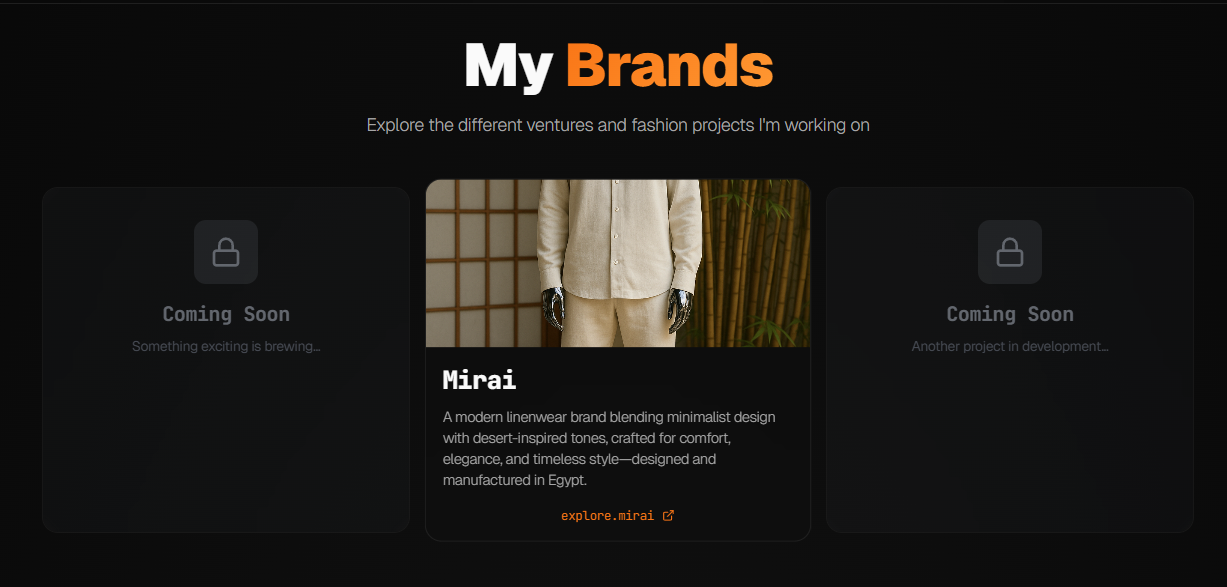 My Brands
Explore the different ventures and fashion projects I'm working on
Coming Soon
Something exciting is brewing...
Mirai
A modern linenwear brand blending minimalist design
with desert-inspired tones, crafted for comfort,
elegance, and timeless style—designed and
manufactured in Egypt.
explore.mirai
Coming Soon
Another project in development...